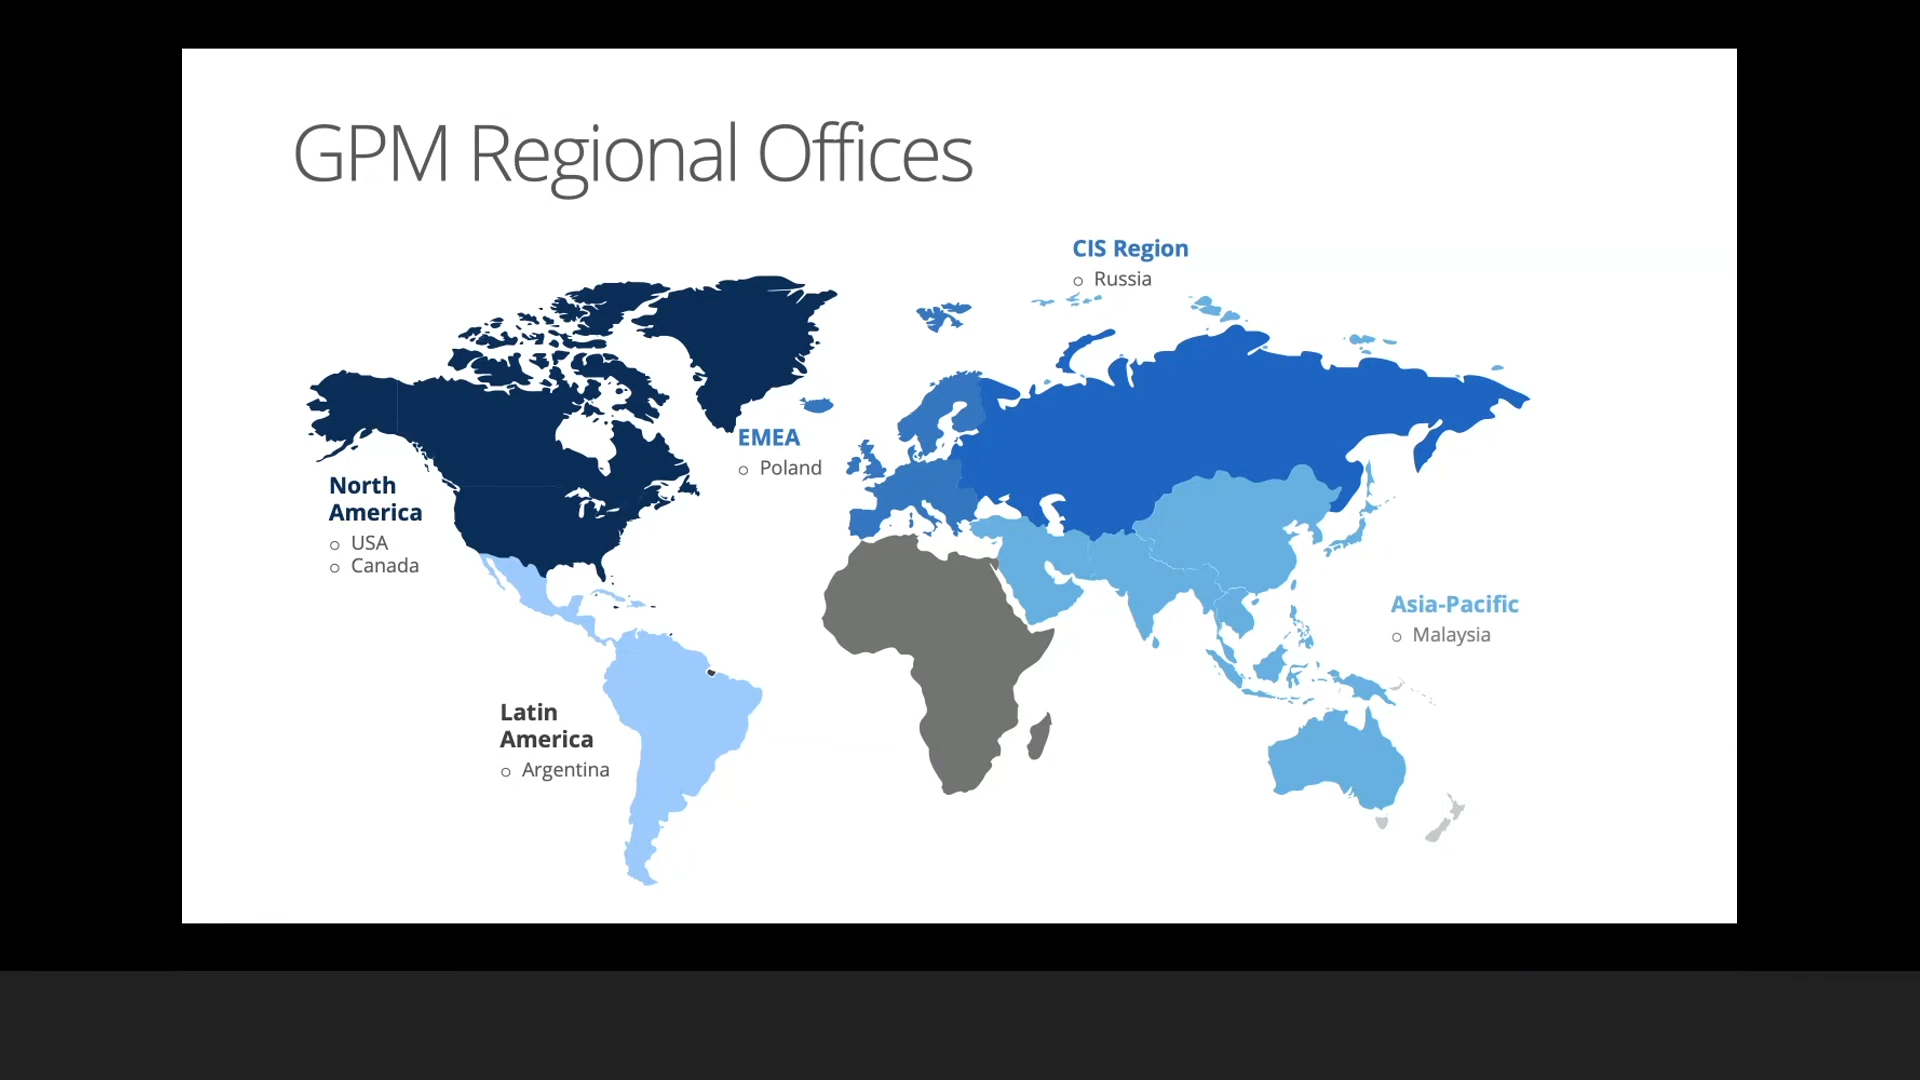 GPM Regional Offices
CIS Region
Russia
EMEA
Poland
North
America
USA
Canada
Asia-Pacific
Malaysia
Latin
America
Argentina